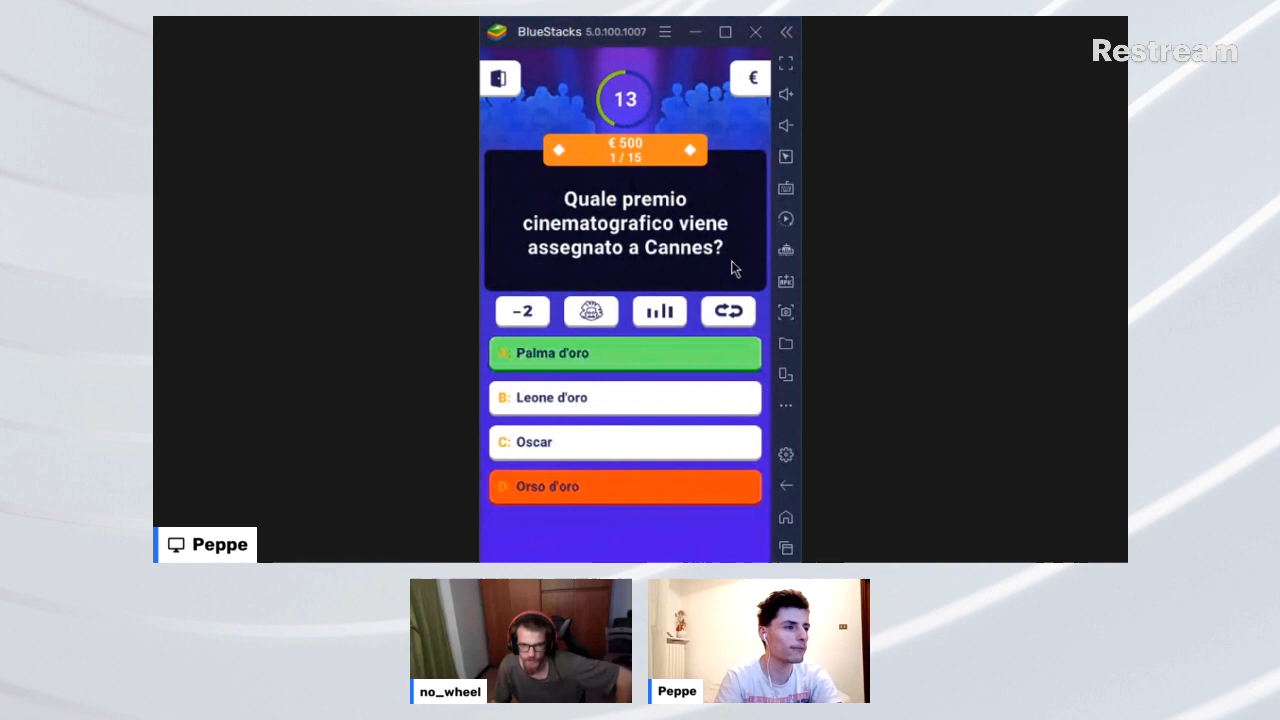 BlueStacks 5.0.100.1007
Restream
€
13
€ 500
1 / 15
Quale premio
cinematografico viene
assegnato a Cannes?
-2
A: Palma d'oro
B: Leone d'oro
C: Oscar
D: Orso d'oro
Peppe
no_wheel
Peppe